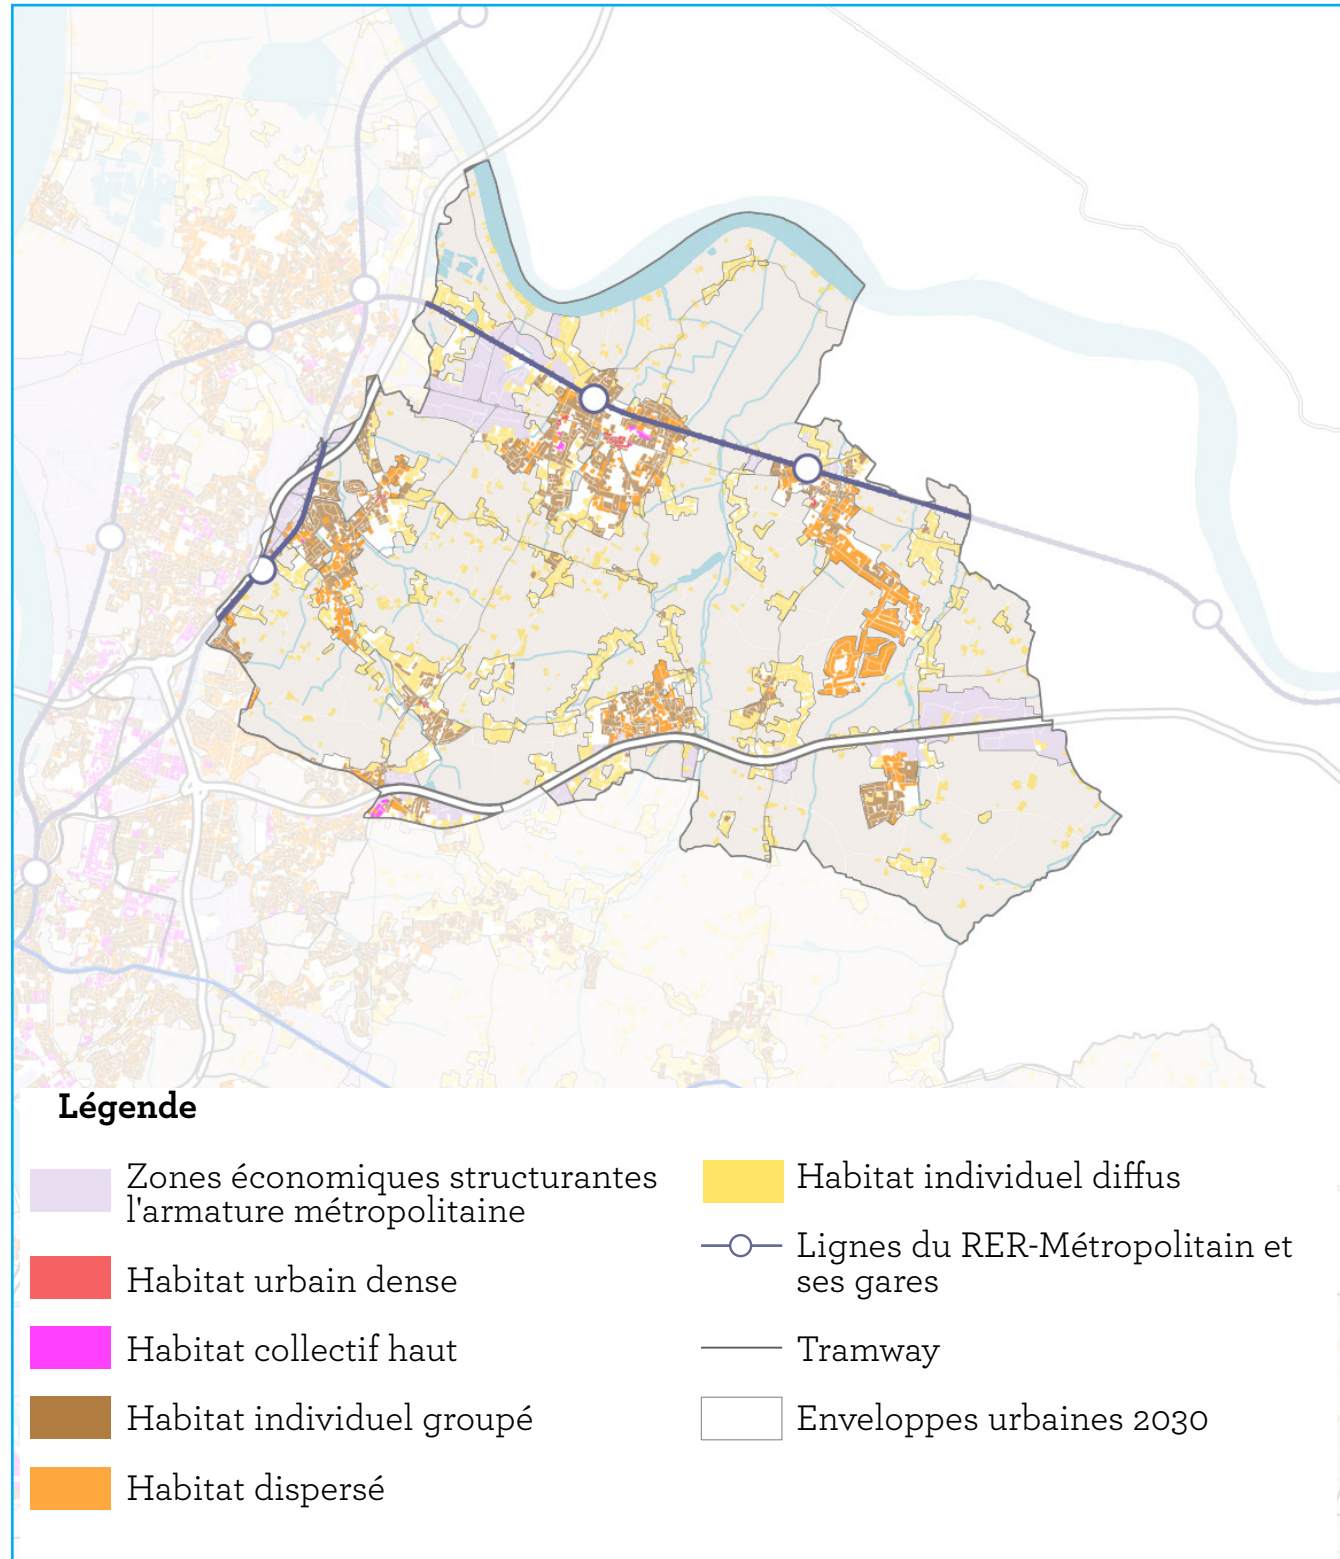 Légende
Zones économiques structurantes
l'armature métropolitaine
Habitat urbain dense
Habitat collectif haut
Habitat individuel groupé
Habitat dispersé
Habitat individuel diffus
Lignes du RER-Métropolitain et
ses gares
Tramway
Enveloppes urbaines 2030